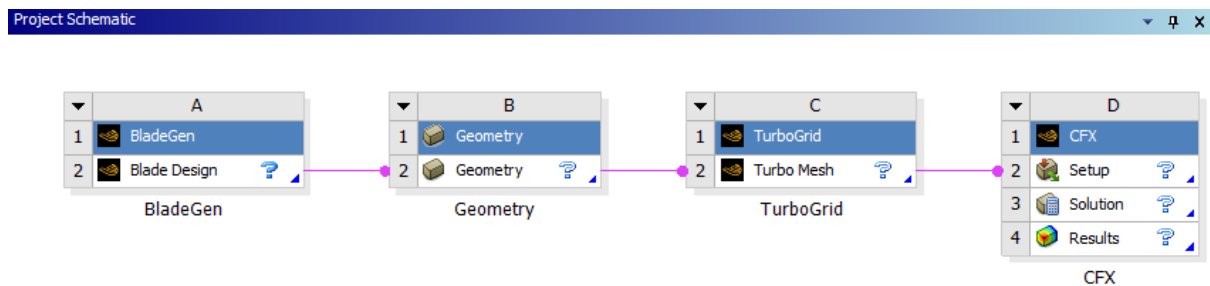 Project Schematic
A
1 BladeGen
2 Blade Design ?
BladeGen
B
1 Geometry
2 Geometry ?
Geometry
C
1 TurboGrid
2 Turbo Mesh ?
TurboGrid
D
1 CFX
2 Setup ?
3 Solution ?
4 Results ?
CFX